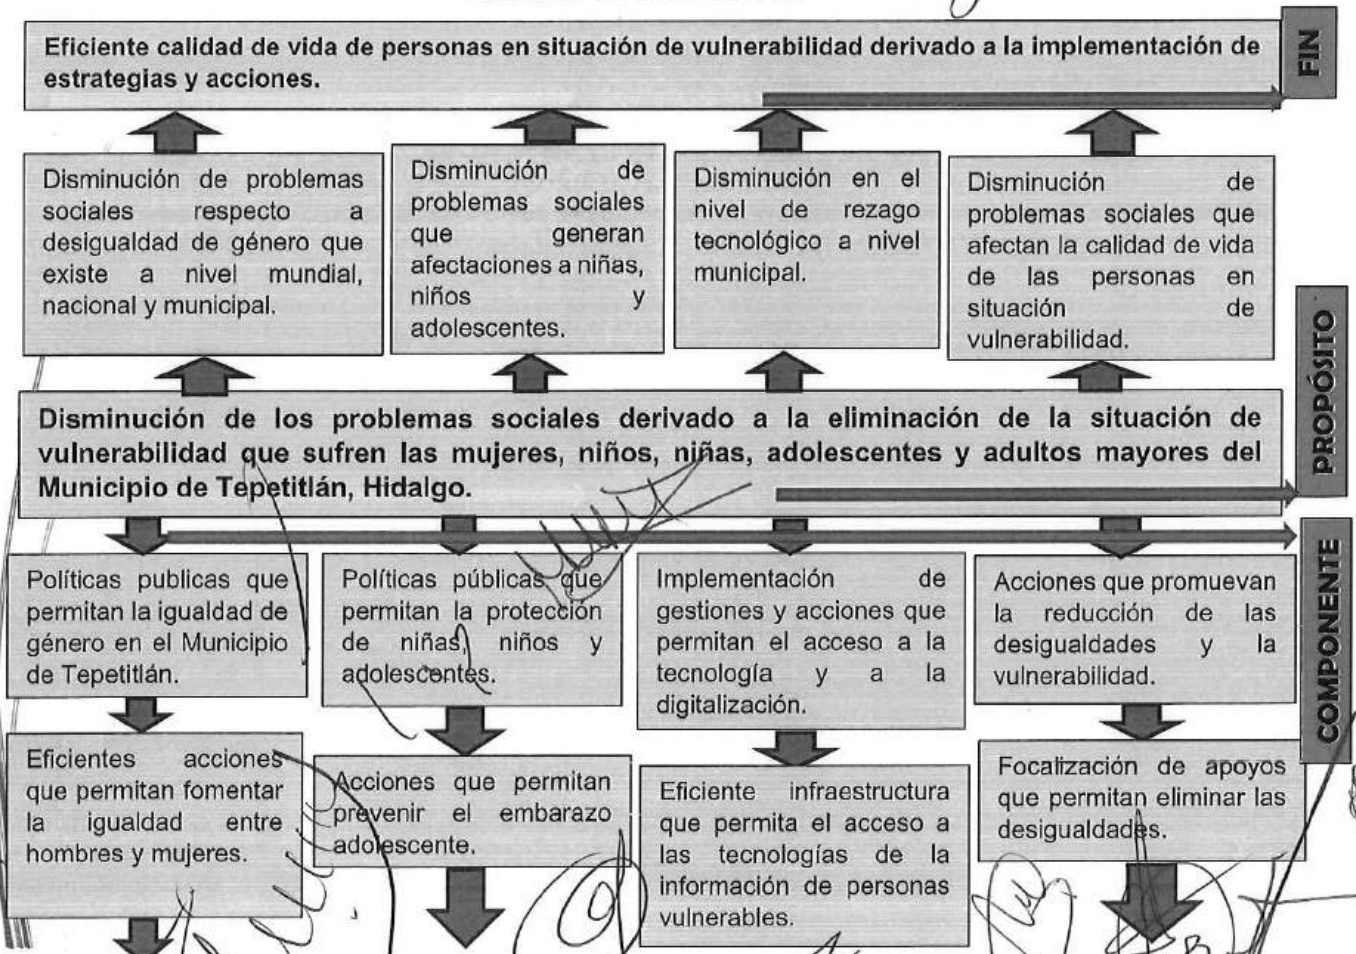 Eficiente calidad de vida de personas en situación de vulnerabilidad derivado a la implementación de
estrategias y acciones.
FIN
Disminución de problemas
sociales respecto a
desigualdad de género que
existe a nivel mundial,
nacional y municipal.
Disminución de
problemas sociales
que generan
afectaciones a niñas,
niños y
adolescentes.
Disminución en el
nivel de rezago
tecnológico a nivel
municipal.
Disminución de
problemas sociales que
afectan la calidad de vida
de las personas en
situación de
vulnerabilidad.
PROPÓSITO
Disminución de los problemas sociales derivado a la eliminación de la situación de
vulnerabilidad que sufren las mujeres, niños, niñas, adolescentes y adultos mayores del
Municipio de Tepetitlán, Hidalgo.
COMPONENTE
Políticas publicas que
permitan la igualdad de
género en el Municipio
de Tepetitlán.
Políticas públicas que
permitan la protección
de niñas, niños y
adolescentes.
Implementación de
gestiones y acciones que
permitan el acceso a la
tecnología y a la
digitalización.
Acciones que promuevan
la reducción de las
desigualdades y la
vulnerabilidad.
Eficientes acciones
que permitan fomentar
la igualdad entre
hombres y mujeres.
Acciones que permitan
prevenir el embarazo
adolescente.
Eficiente infraestructura
que permita el acceso a
las tecnologías de la
información de personas
vulnerables.
Focalización de apoyos
que permitan eliminar las
desigualdades.